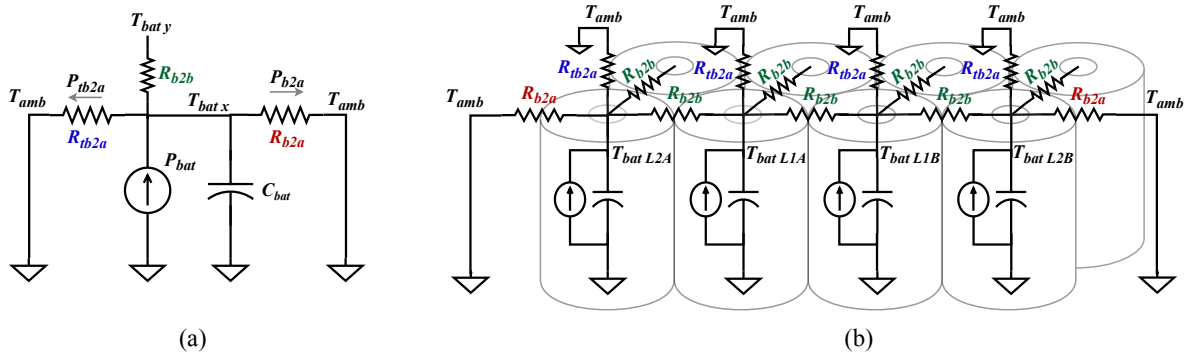 T_bat y
R_b2b
P_tb2a
P_b2a
T_amb
T_bat x
T_amb
R_tb2a
R_b2a
P_bat
C_bat
(a)
T_amb T_amb T_amb T_amb
R_tb2a R_b2b R_tb2a R_b2b R_tb2a R_b2b R_tb2a R_b2b
T_amb R_b2a R_b2b R_b2b R_b2b R_b2a T_amb
T_bat L2A T_bat L1A T_bat L1B T_bat L2B
(b)